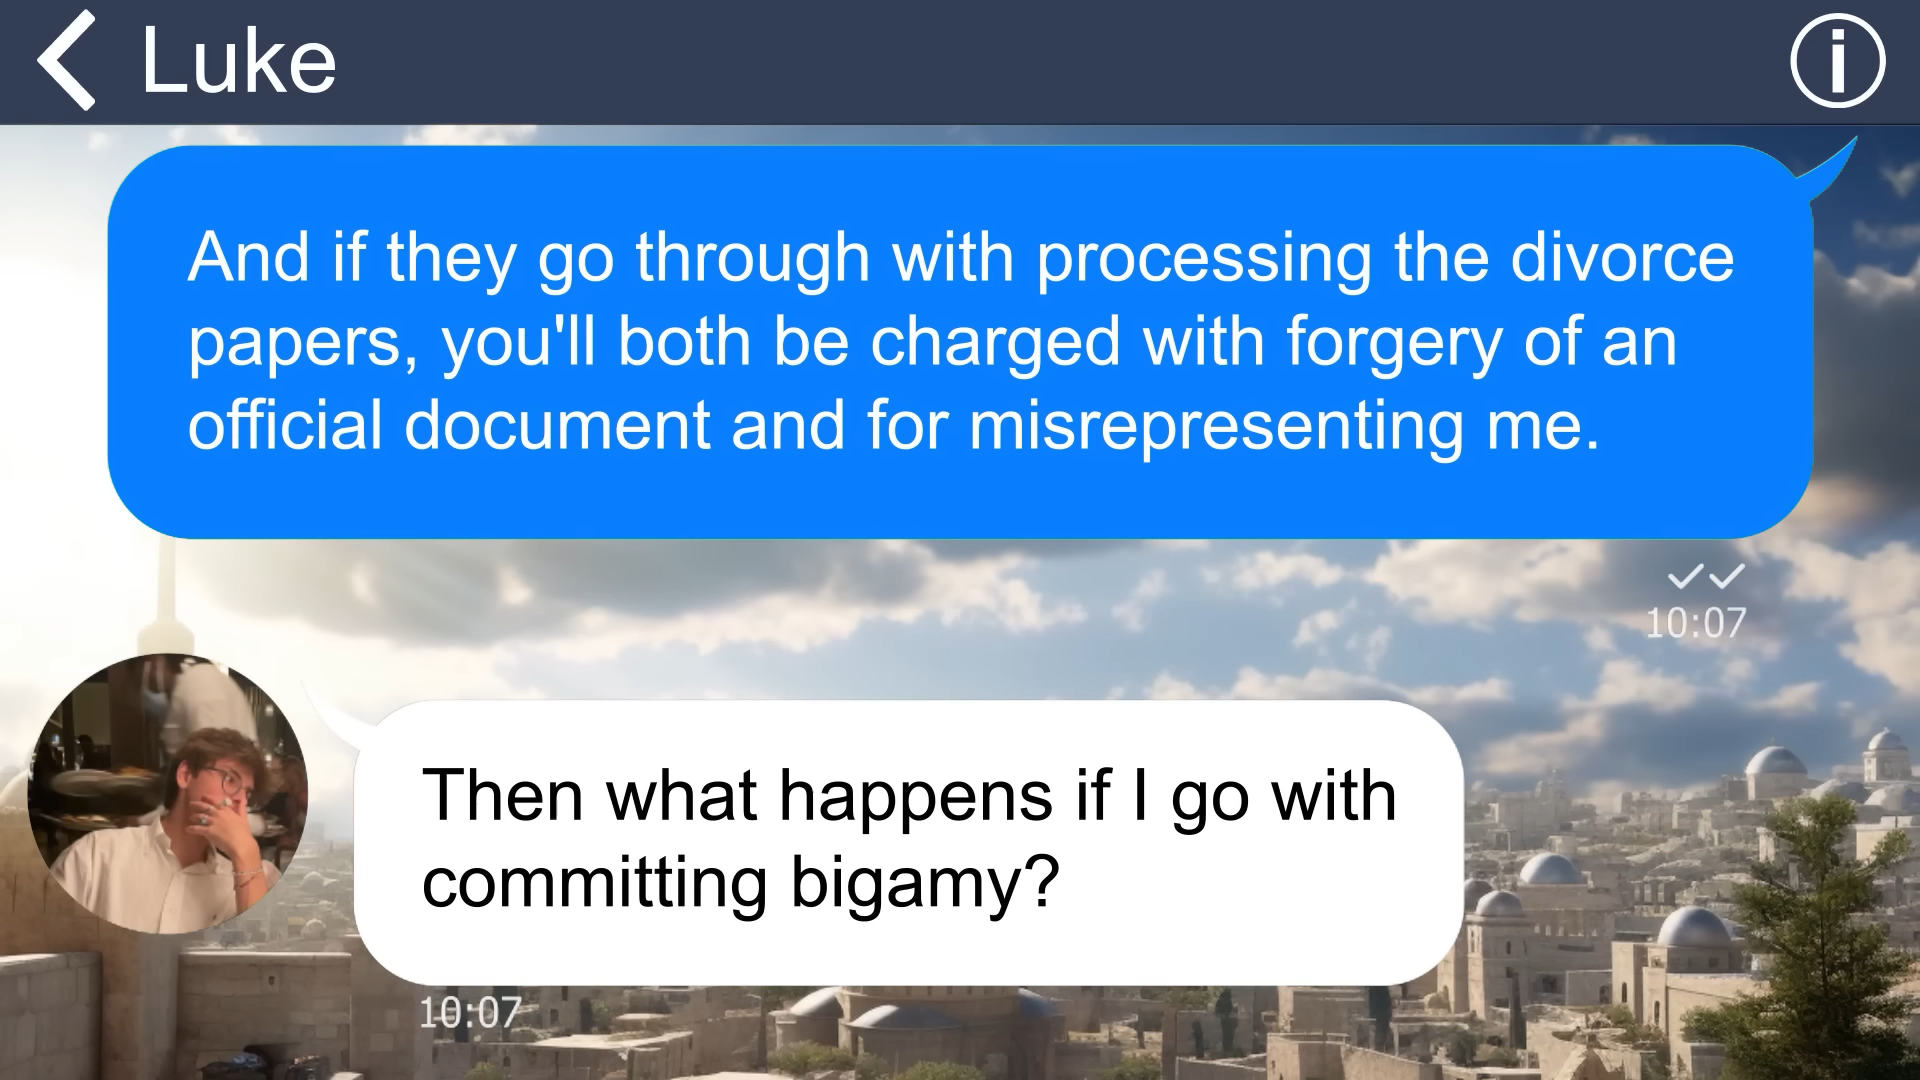 Luke
And if they go through with processing the divorce
papers, you'll both be charged with forgery of an
official document and for misrepresenting me.
10:07
Then what happens if I go with
committing bigamy?
10:07